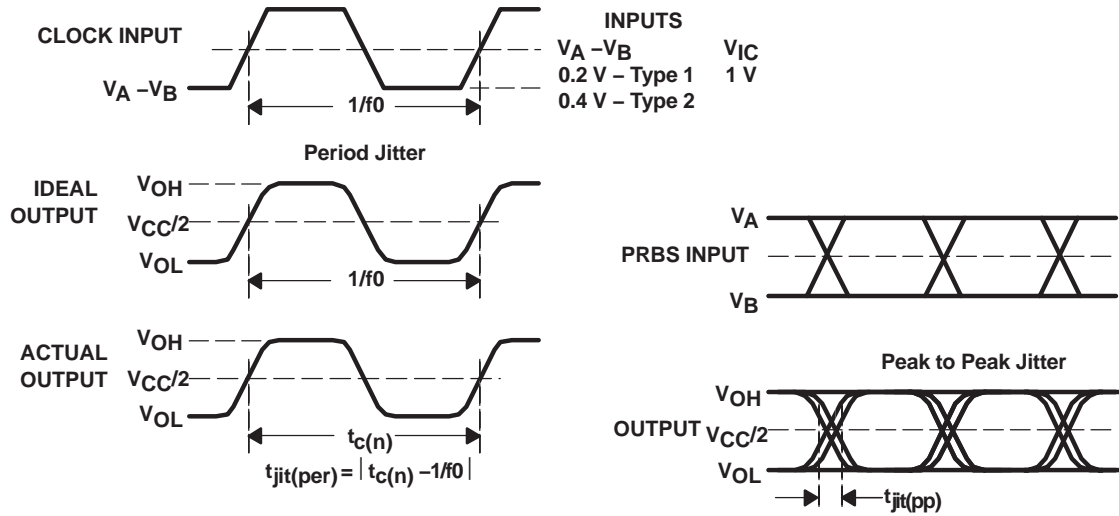 CLOCK INPUT
VA –VB
1/f0
INPUTS
VA –VB VIC
0.2 V – Type 1 1 V
0.4 V – Type 2
Period Jitter
IDEAL
OUTPUT
VOH
VCC/2
VOL
1/f0
ACTUAL
OUTPUT
VOH
VCC/2
VOL
tc(n)
tjit(per) = | tc(n) –1/f0 |
VA
PRBS INPUT
VB
Peak to Peak Jitter
VOH
OUTPUT VCC/2
VOL
tjit(pp)